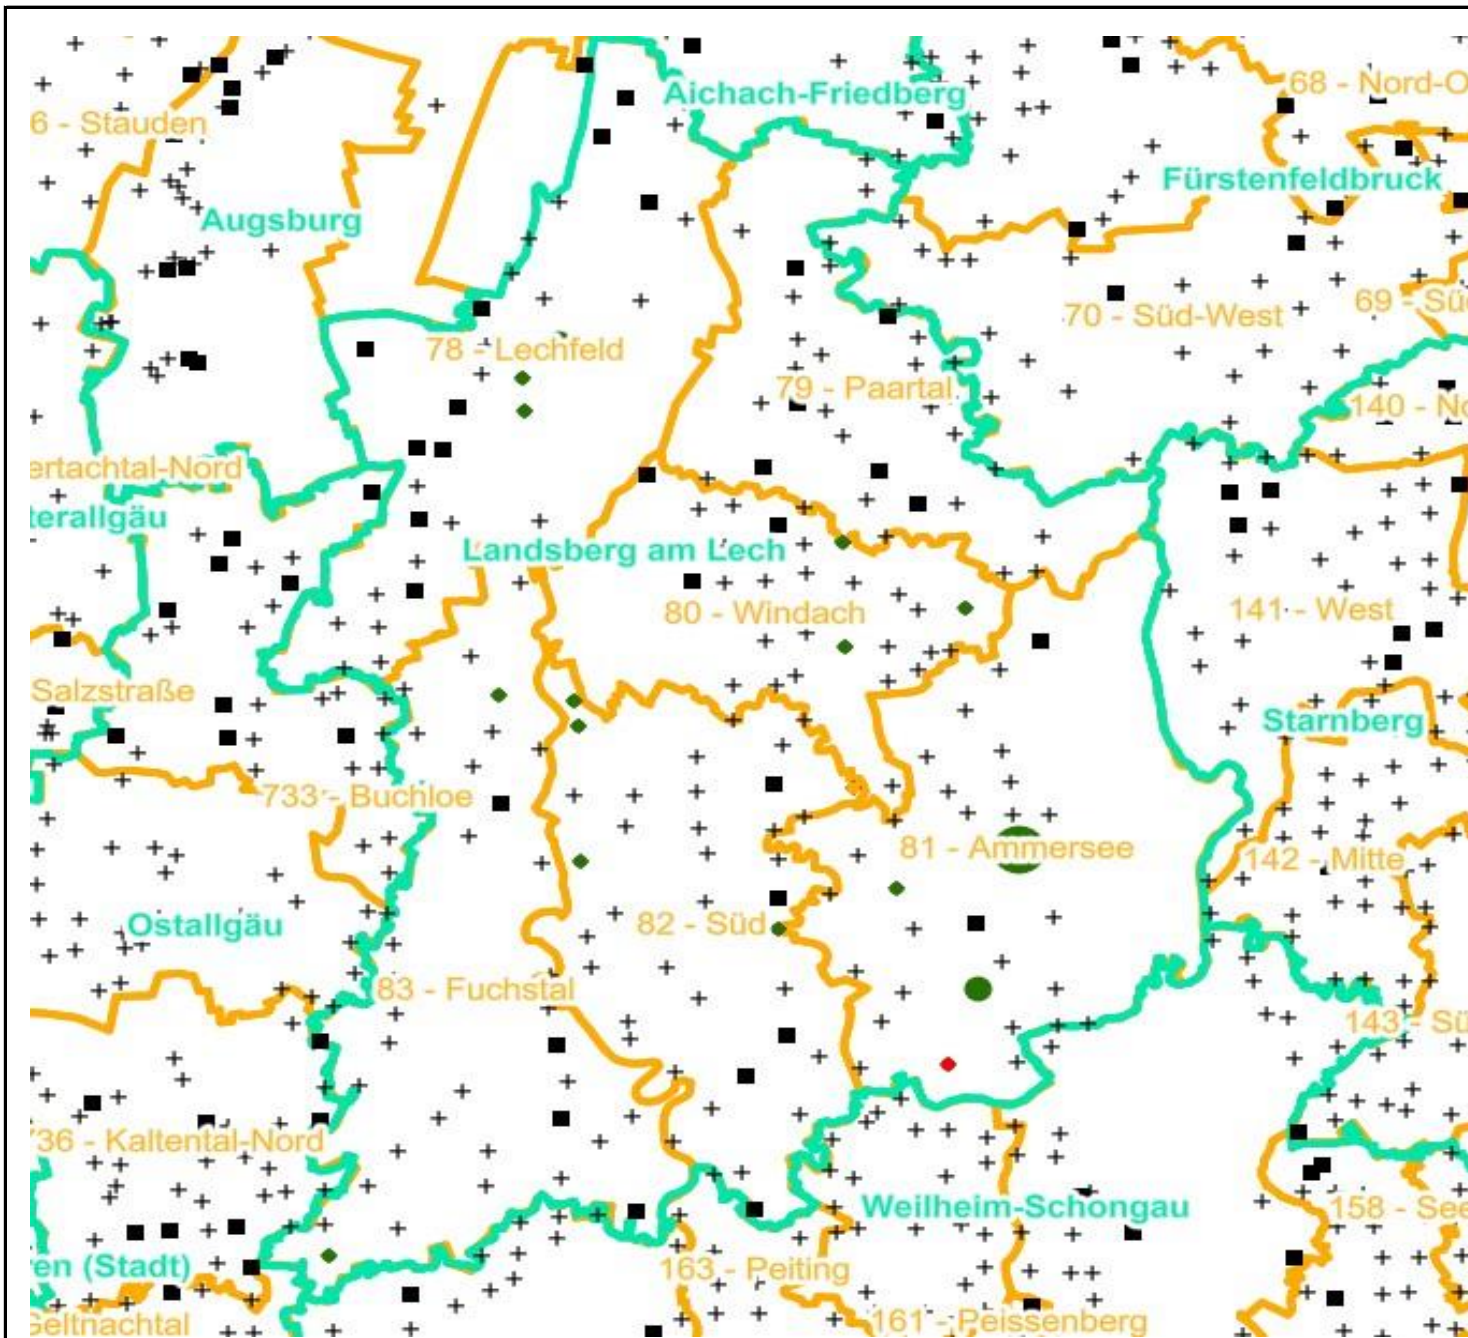 Aichach-Friedberg
68 - Nord-O
6 - Stauden
Fürstenfeldbruck
Augsburg
69 - Sü
70 - Süd-West
78 - Lechfeld
79 - Paartal
140 - No
ertachtal-Nord
terallgäu
Landsberg am Lech
80 - Windach
141 - West
Salzstraße
Starnberg
733 - Buchloe
81 - Ammersee
142 - Mitte
Ostallgäu
82 - Süd
83 - Fuchstal
143 - Sü
736 - Kaltental-Nord
Weilheim-Schongau
158 - See
en (Stadt)
163 - Peiting
Geltnachtal
161 - Peissenberg